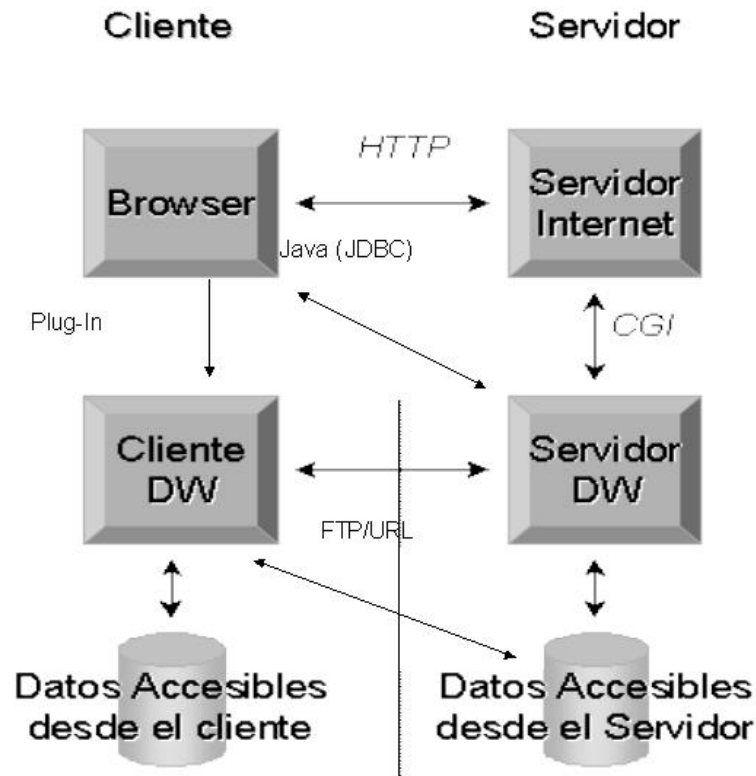 Cliente
Servidor
HTTP
Browser
Servidor
Internet
Java (JDBC)
Plug-In
CGI
Cliente
DW
Servidor
DW
FTP/URL
Datos Accesibles
desde el cliente
Datos Accesibles
desde el Servidor